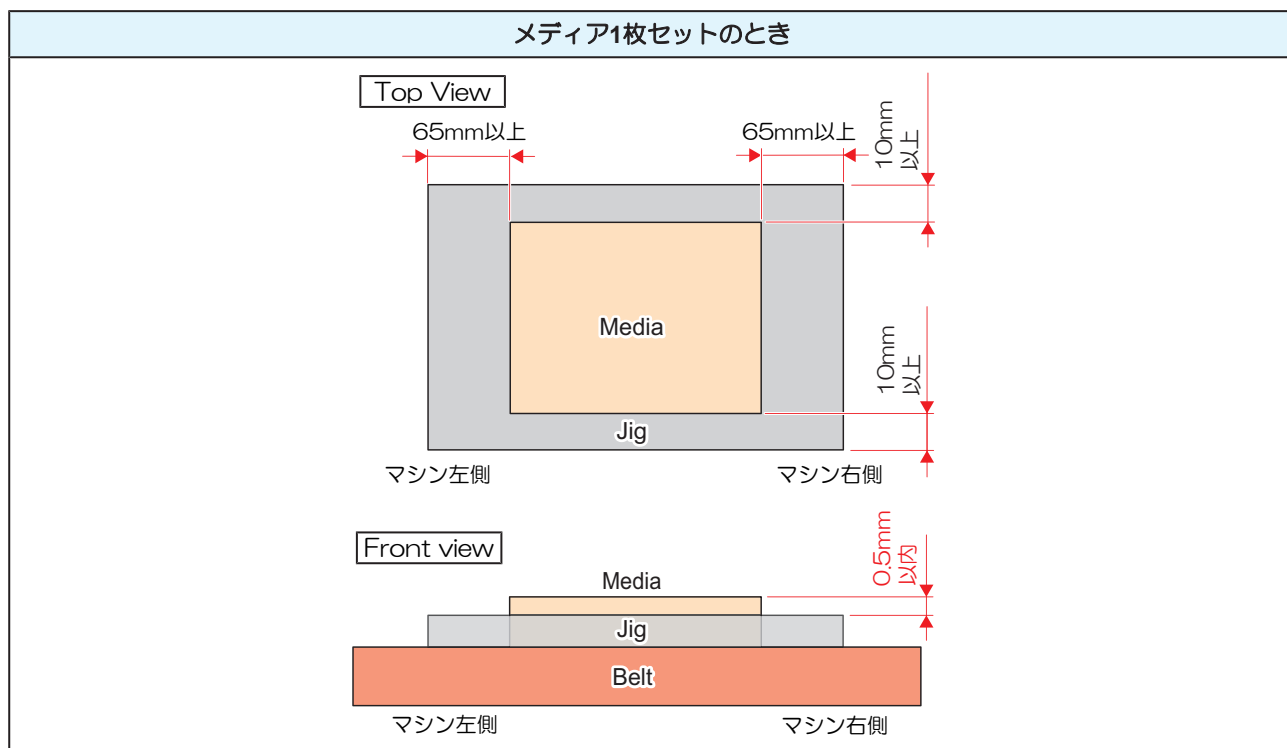 メディア1枚セットのとき
Top View
65mm以上
65mm以上
10mm
以上
Media
10mm
以上
Jig
マシン左側
マシン右側
Front view
0.5mm
以内
Media
Jig
Belt
マシン左側
マシン右側